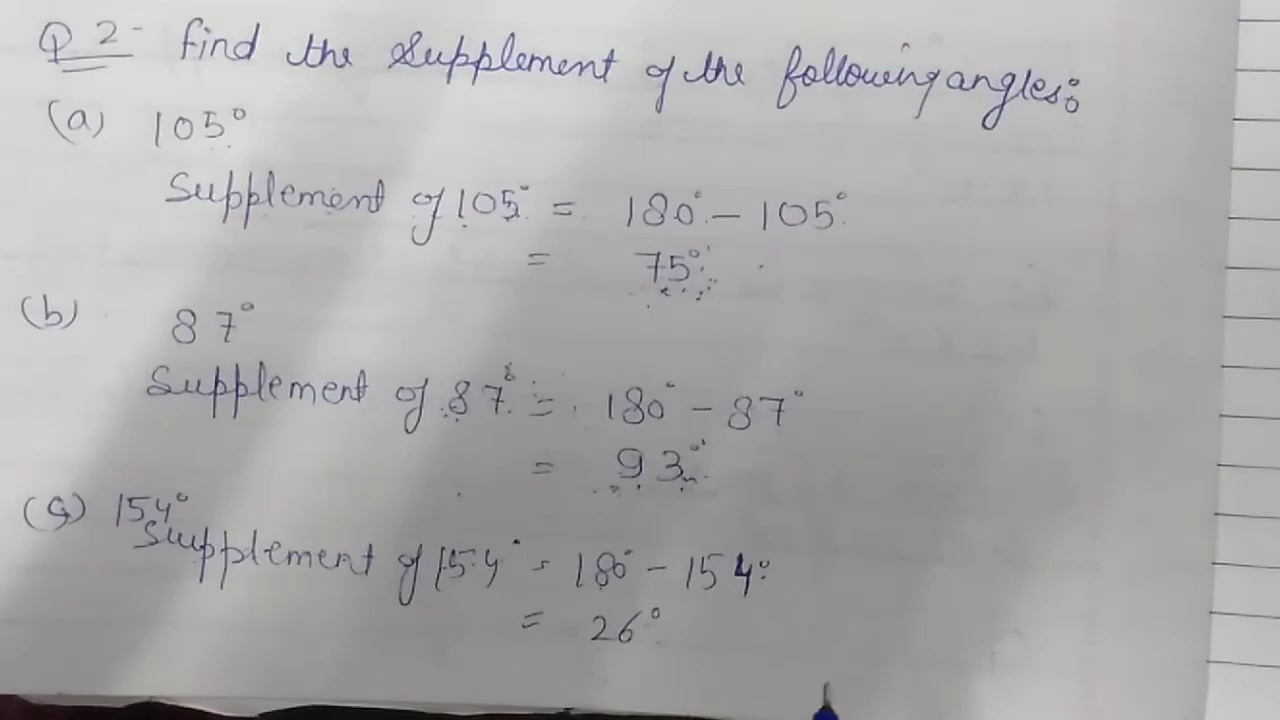 Q 2- find the Supplement of the following angles:
(a) 105°
Supplement of 105° = 180° - 105°
= 75°
(b) 87°
Supplement of 87° = 180° - 87°
= 93°
(c) 154°
Supplement of 154° = 180° - 154°
= 26°